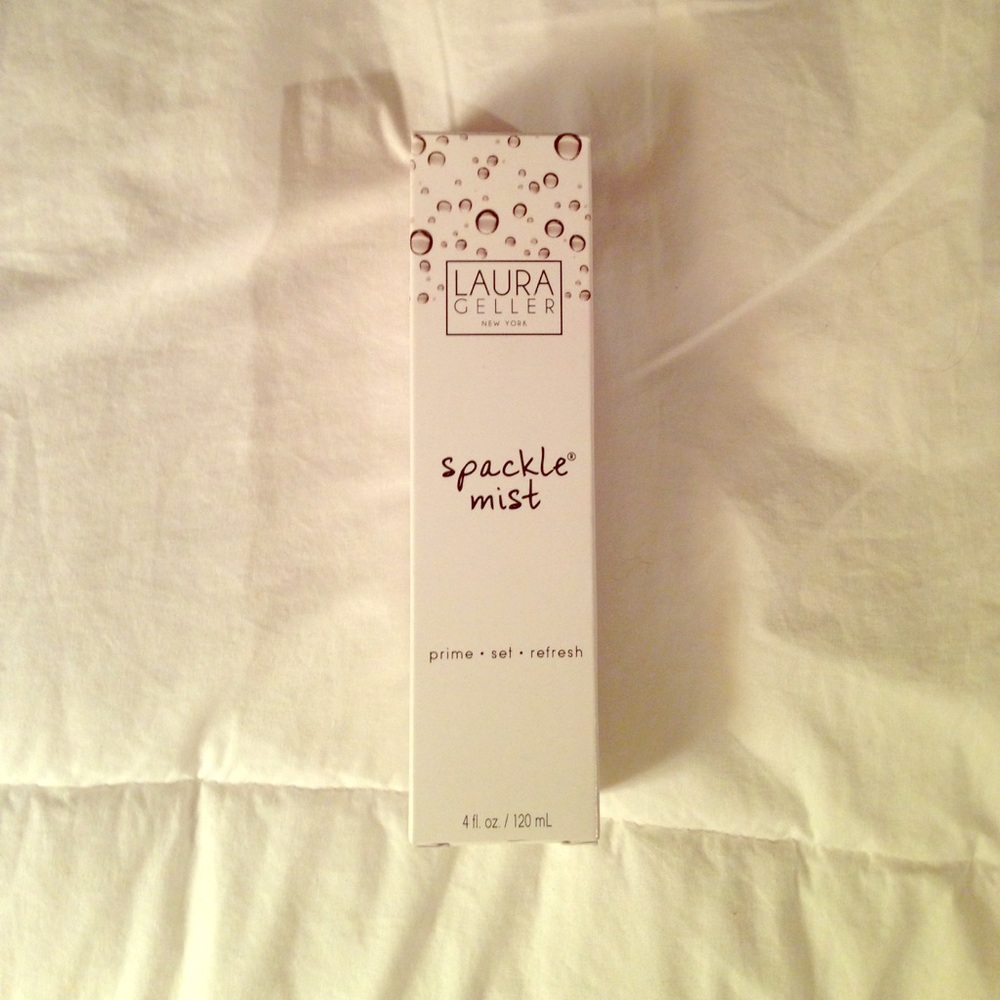 LAURA
GELLER
NEW YORK
spackle®
mist
prime • set • refresh
4 fl. oz. / 120 mL